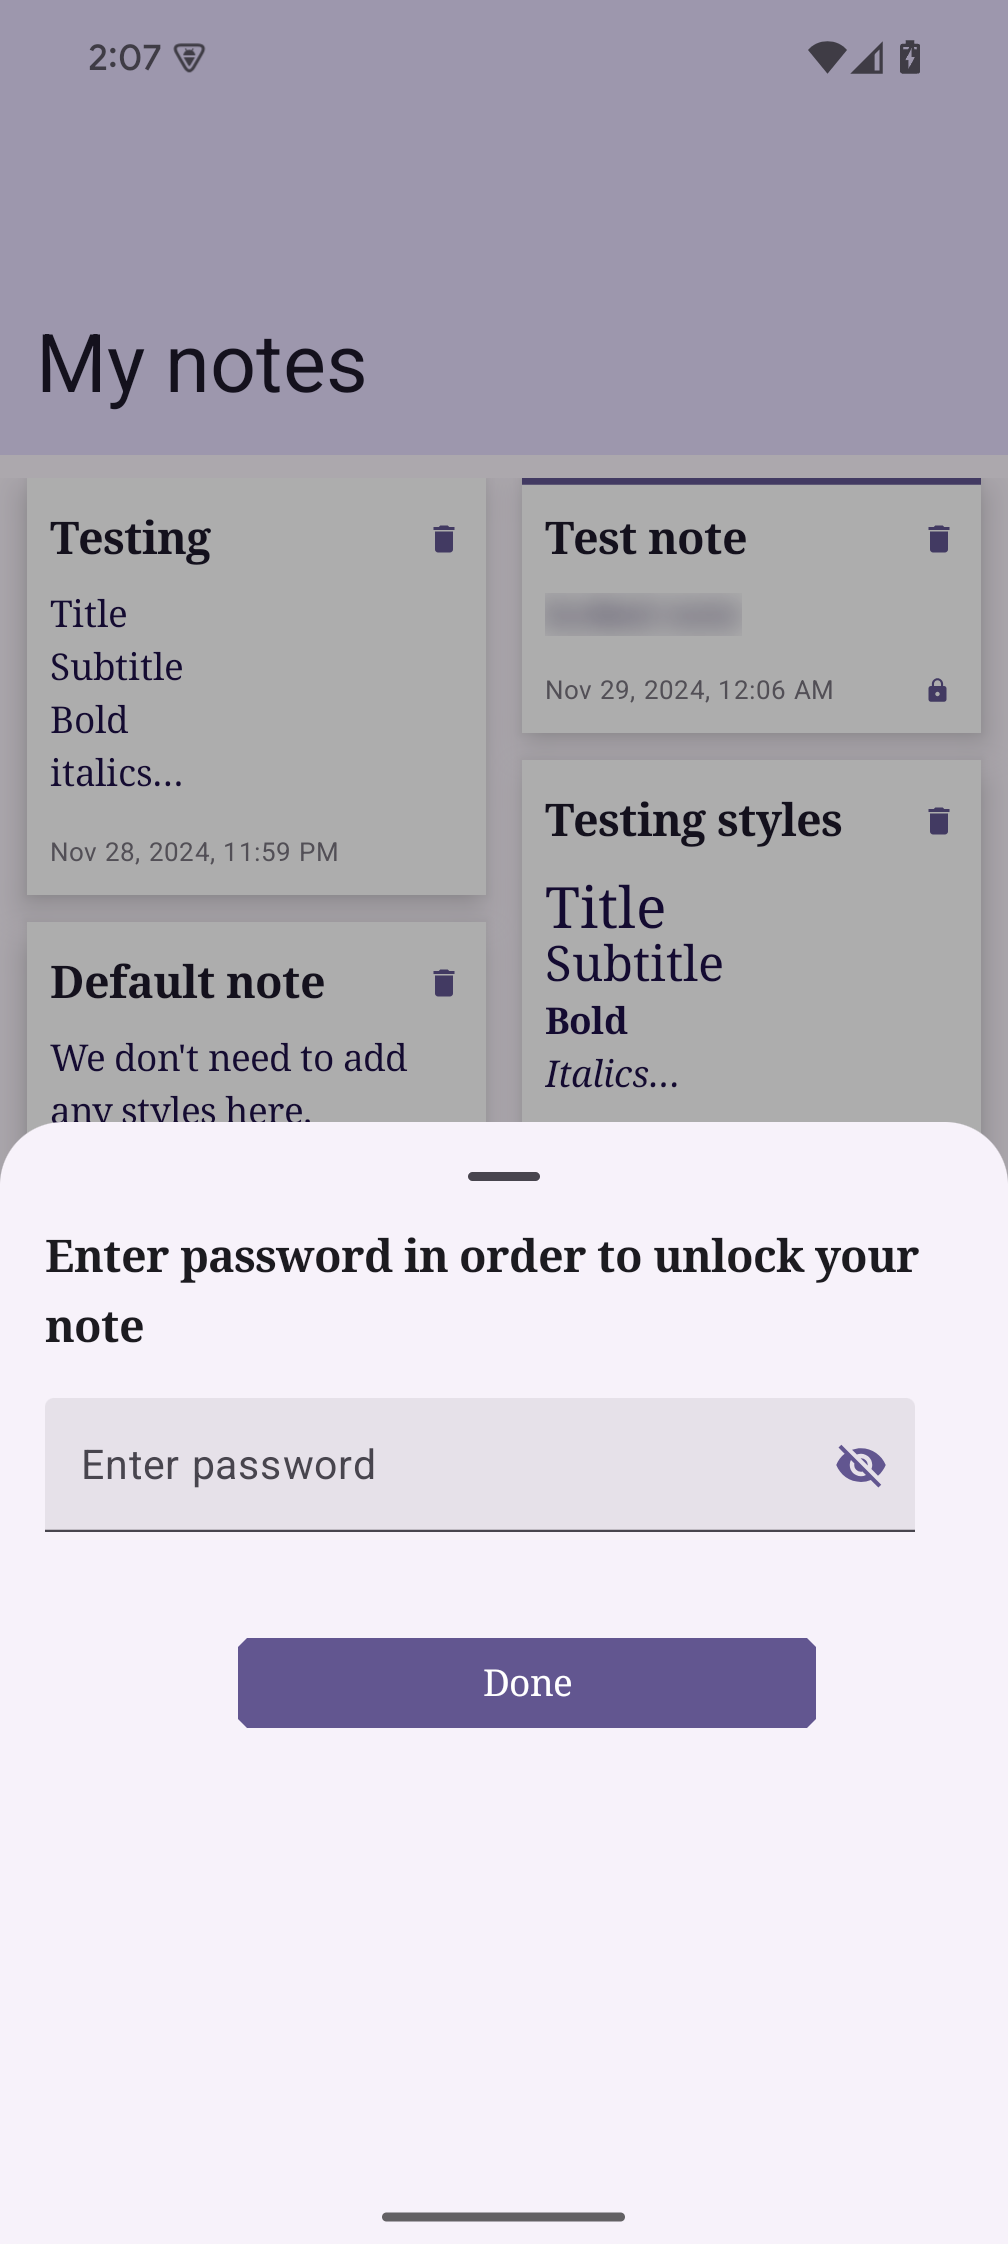 2:07
My notes
Testing
Title
Subtitle
Bold
italics...
Nov 28, 2024, 11:59 PM
Default note
We don't need to add
any styles here.
Test note
Nov 29, 2024, 12:06 AM
Testing styles
Title
Subtitle
Bold
Italics...
Enter password in order to unlock your
note
Enter password
Done